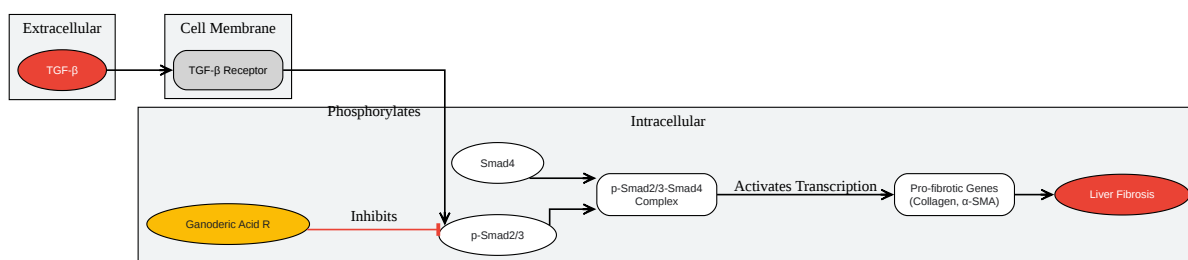 Extracellular
TGF-β
Cell Membrane
TGF-β Receptor
Phosphorylates
Intracellular
Smad4
p-Smad2/3-Smad4
Complex
Activates Transcription
Pro-fibrotic Genes
(Collagen, α-SMA)
Liver Fibrosis
Ganoderic Acid R
Inhibits
p-Smad2/3